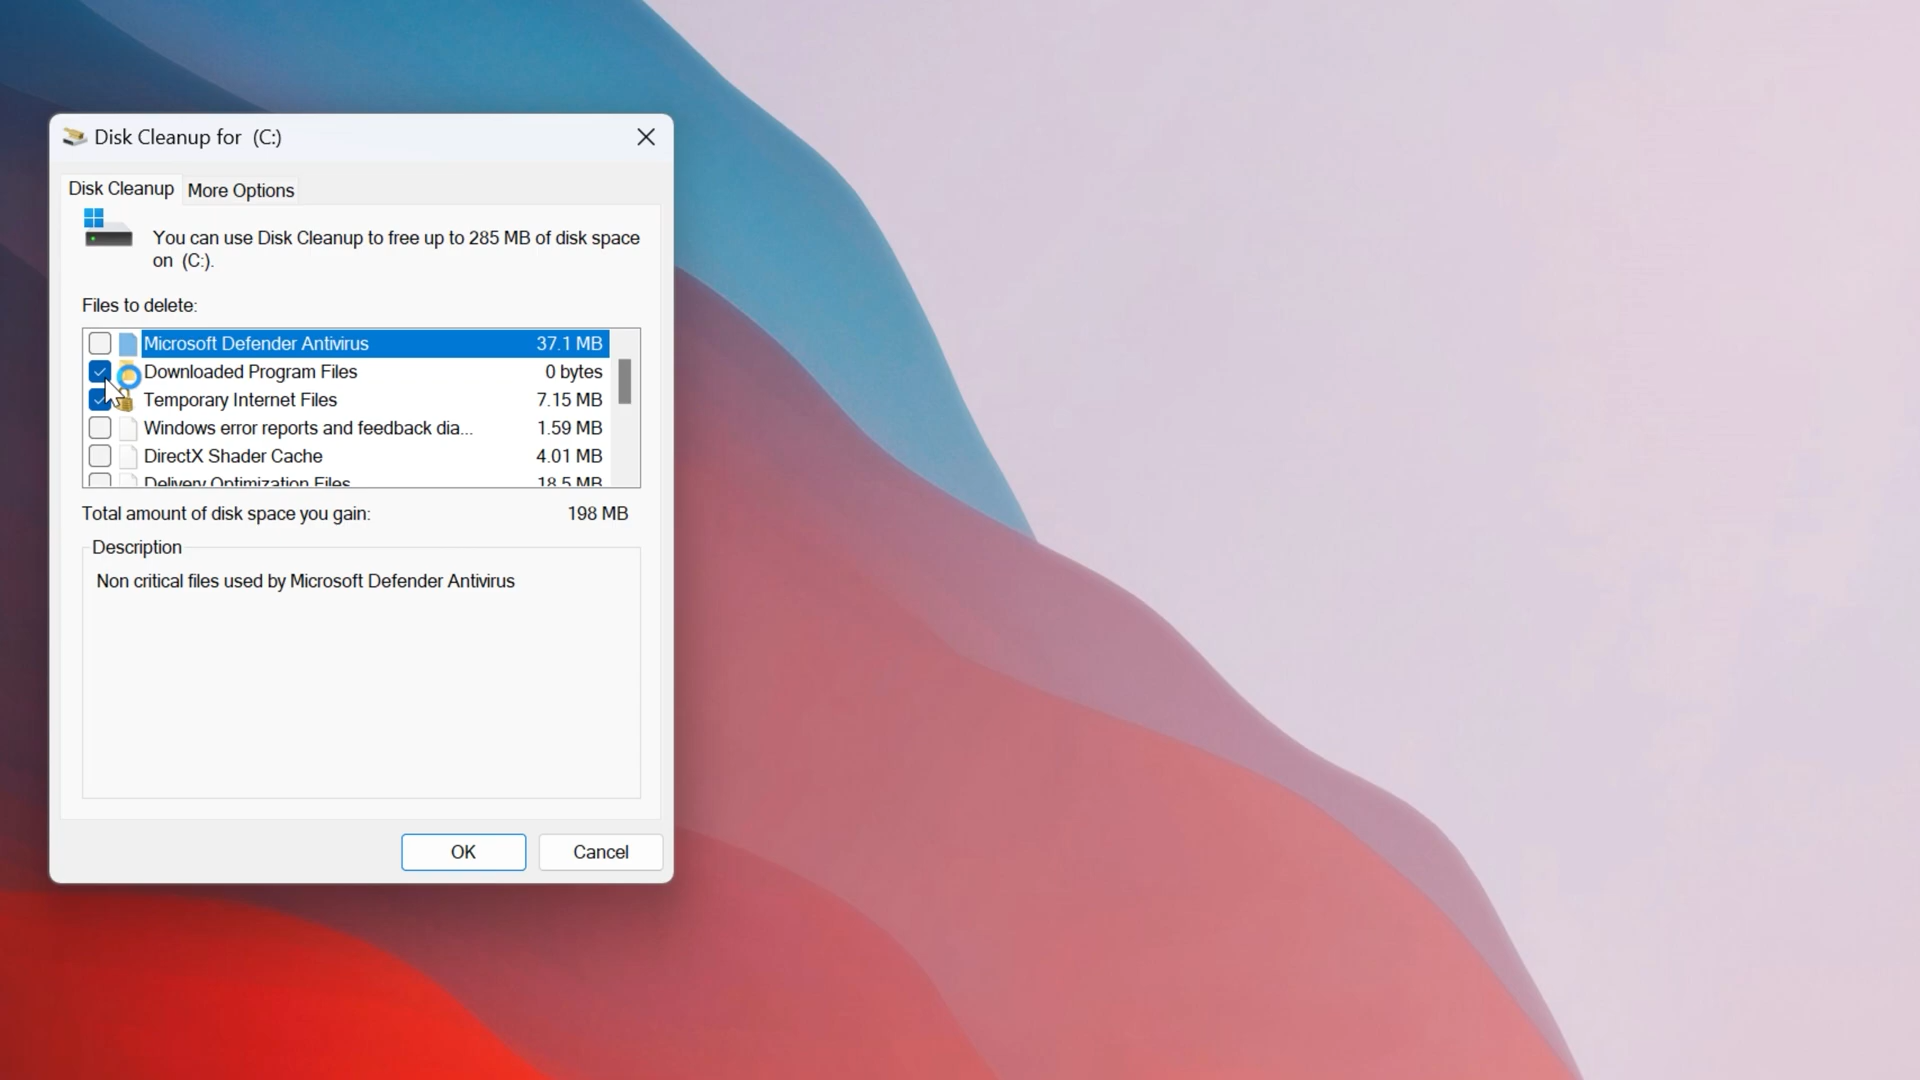 Disk Cleanup for (C:)
Disk Cleanup
More Options
You can use Disk Cleanup to free up to 285 MB of disk space
on (C:).
Files to delete:
Microsoft Defender Antivirus 37.1 MB
Downloaded Program Files 0 bytes
Temporary Internet Files 7.15 MB
Windows error reports and feedback dia... 1.59 MB
DirectX Shader Cache 4.01 MB
Delivery Optimization Files 18.5 MB
Total amount of disk space you gain: 198 MB
Description
Non critical files used by Microsoft Defender Antivirus
OK
Cancel